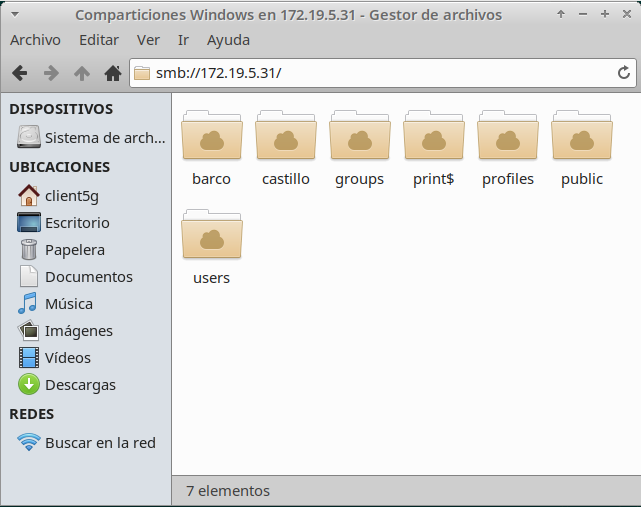 Comparticiones Windows en 172.19.5.31 - Gestor de archivos
Archivo Editar Ver Ir Ayuda
smb://172.19.5.31/
DISPOSITIVOS
Sistema de arch...
UBICACIONES
client5g
Escritorio
Papelera
Documentos
Música
Imágenes
Vídeos
Descargas
REDES
Buscar en la red
barco castillo groups print$ profiles public
users
7 elementos